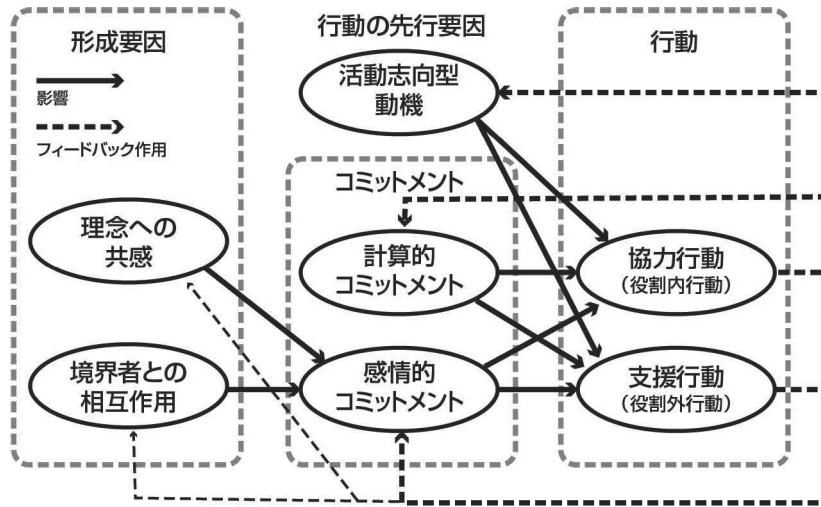 形成要因
影響
フィードバック作用
理念への
共感
境界者との
相互作用
行動の先行要因
活動志向型
動機
コミットメント
計算的
コミットメント
感情的
コミットメント
行動
協力行動
(役割内行動)
支援行動
(役割外行動)